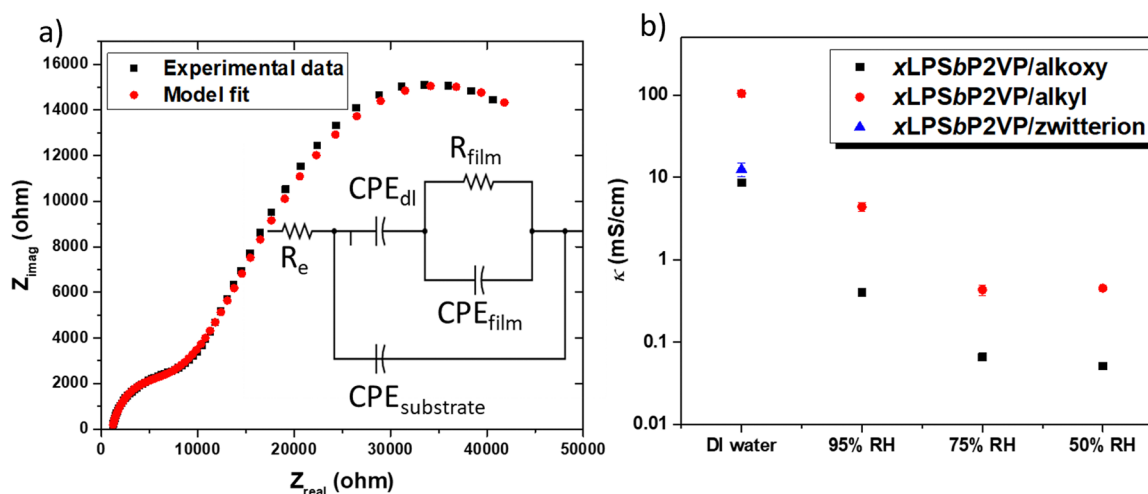 a)
16000
14000
12000
10000
8000
6000
4000
2000
0
Zimag (ohm)
0 10000 20000 30000 40000 50000
Zreal (ohm)
Experimental data
Model fit
Rfilm
CPEdl
Re
CPEfilm
CPEsubstrate
b)
100
10
1
0.1
0.01
κ (mS/cm)
DI water 95% RH 75% RH 50% RH
xLPSbP2VP/alkoxy
xLPSbP2VP/alkyl
xLPSbP2VP/zwitterion